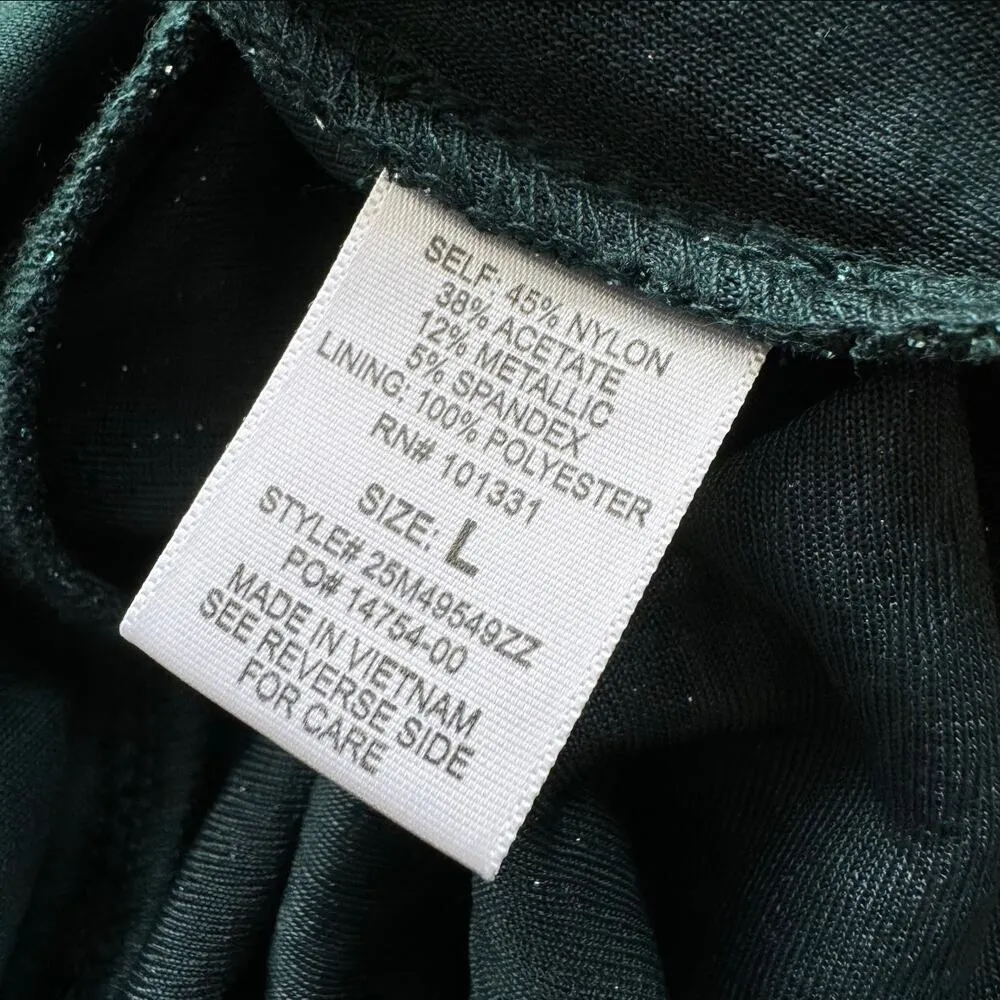 SELF: 45% NYLON
38% ACETATE
12% METALLIC
5% SPANDEX
LINING: 100% POLYESTER
RN# 101331
SIZE: L
STYLE# 25M49549ZZ
PO# 14754-00
MADE IN VIETNAM
SEE REVERSE SIDE
FOR CARE